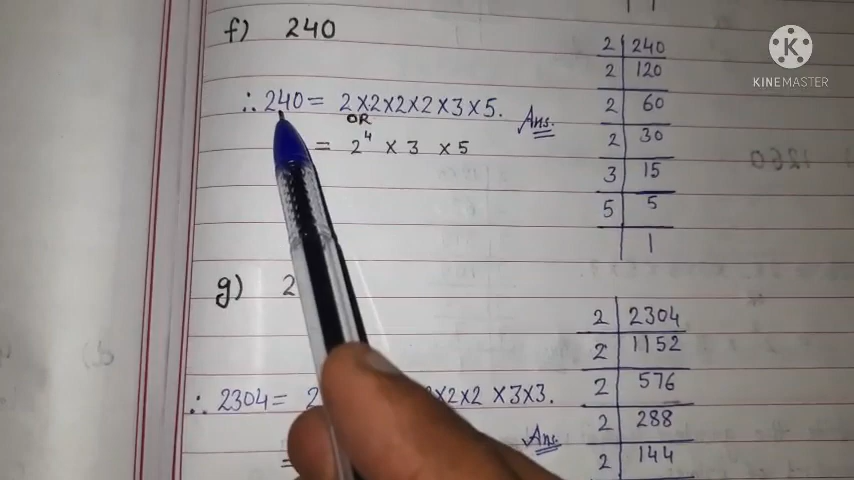 f) 240
∴ 240 = 2×2×2×2×3×5. Ans.
OR
= 2⁴ × 3 × 5
2 | 240
2 | 120
2 | 60
2 | 30
3 | 15
5 | 5
| 1
KINEMASTER
1260
g) 2
∴ 2304 = 2 ×2×2 ×3×3.
Ans.
=
2 | 2304
2 | 1152
2 | 576
2 | 288
2 | 144